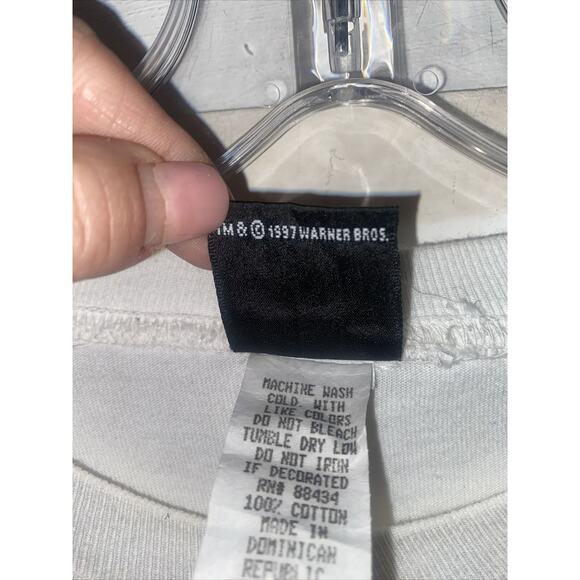 TM & © 1997 WARNER BROS.
MACHINE WASH
COLD. WITH
LIKE COLORS
DO NOT BLEACH
TUMBLE DRY LOW
DO NOT IRON
IF DECORATED
RN# 88434
100% COTTON
MADE IN
DOMINICAN
REPUBLIC